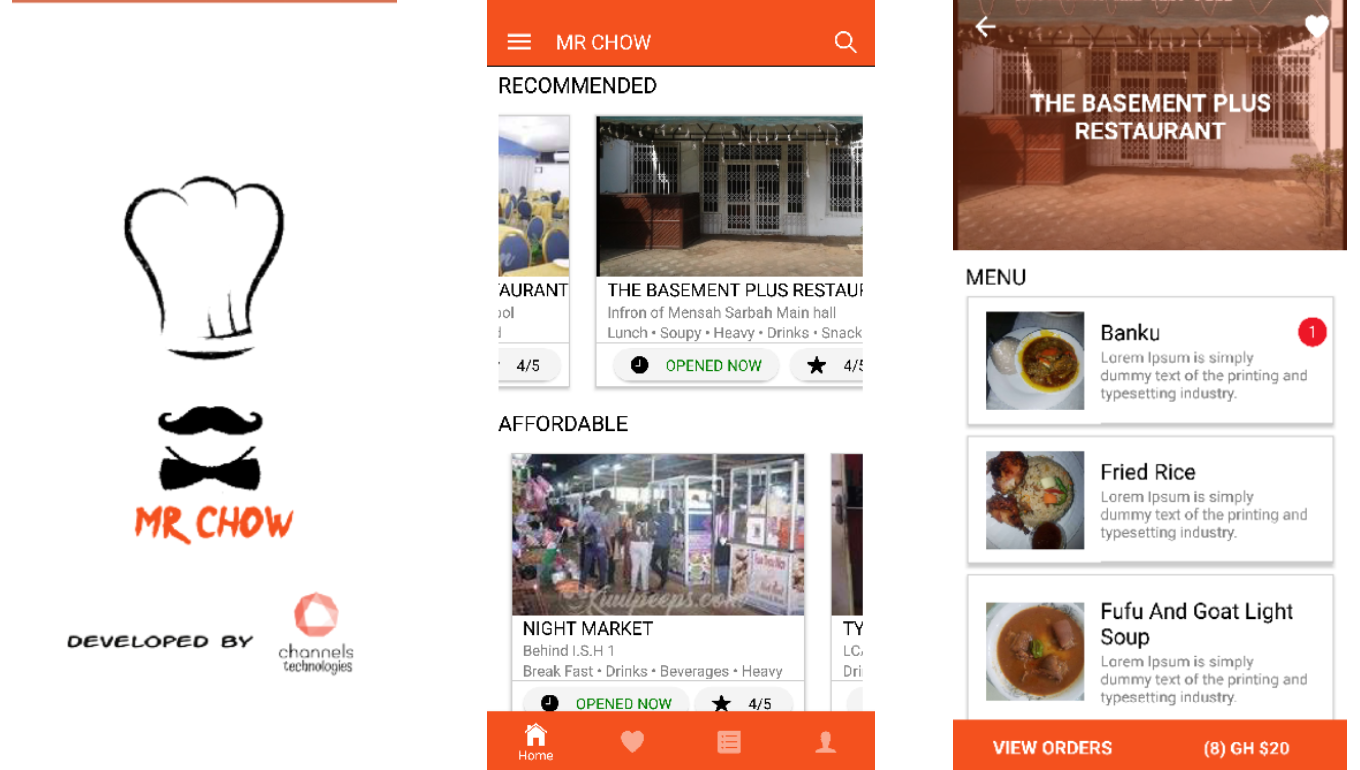 MR CHOW
DEVELOPED BY
channels
technologies
MR CHOW
RECOMMENDED
AURANT
ool
4/5
THE BASEMENT PLUS RESTAUR
Infron of Mensah Sarbah Main hall
Lunch • Soupy • Heavy • Drinks • Snack
OPENED NOW
4/5
AFFORDABLE
Kuulpeeps.com
NIGHT MARKET
Behind I.S.H 1
Break Fast • Drinks • Beverages • Heavy
OPENED NOW
4/5
TY
LCA
Dri
Home
THE BASEMENT PLUS
RESTAURANT
MENU
Banku
1
Lorem Ipsum is simply
dummy text of the printing and
typesetting industry.
Fried Rice
Lorem Ipsum is simply
dummy text of the printing and
typesetting industry.
Fufu And Goat Light
Soup
Lorem Ipsum is simply
dummy text of the printing and
typesetting industry.
VIEW ORDERS
(8) GH $20